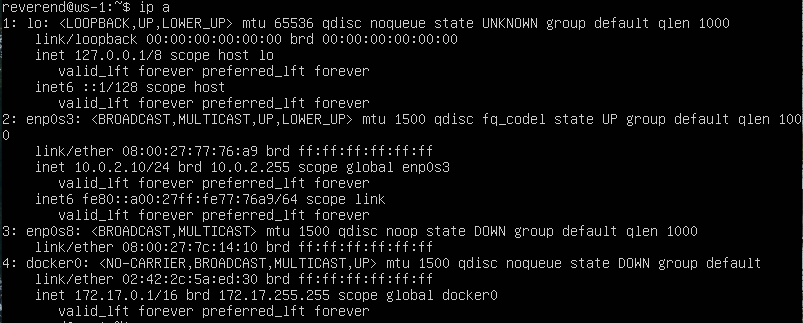 reverend@ws-1:~$ ip a
1: lo: <LOOPBACK,UP,LOWER_UP> mtu 65536 qdisc noqueue state UNKNOWN group default qlen 1000
    link/loopback 00:00:00:00:00:00 brd 00:00:00:00:00:00
    inet 127.0.0.1/8 scope host lo
       valid_lft forever preferred_lft forever
    inet6 ::1/128 scope host
       valid_lft forever preferred_lft forever
2: enp0s3: <BROADCAST,MULTICAST,UP,LOWER_UP> mtu 1500 qdisc fq_codel state UP group default qlen 100
0
    link/ether 08:00:27:77:76:a9 brd ff:ff:ff:ff:ff:ff
    inet 10.0.2.10/24 brd 10.0.2.255 scope global enp0s3
       valid_lft forever preferred_lft forever
    inet6 fe80::a00:27ff:fe77:76a9/64 scope link
       valid_lft forever preferred_lft forever
3: enp0s8: <BROADCAST,MULTICAST> mtu 1500 qdisc noop state DOWN group default qlen 1000
    link/ether 08:00:27:7c:14:10 brd ff:ff:ff:ff:ff:ff
4: docker0: <NO-CARRIER,BROADCAST,MULTICAST,UP> mtu 1500 qdisc noqueue state DOWN group default
    link/ether 02:42:2c:5a:ed:30 brd ff:ff:ff:ff:ff:ff
    inet 172.17.0.1/16 brd 172.17.255.255 scope global docker0
       valid_lft forever preferred_lft forever